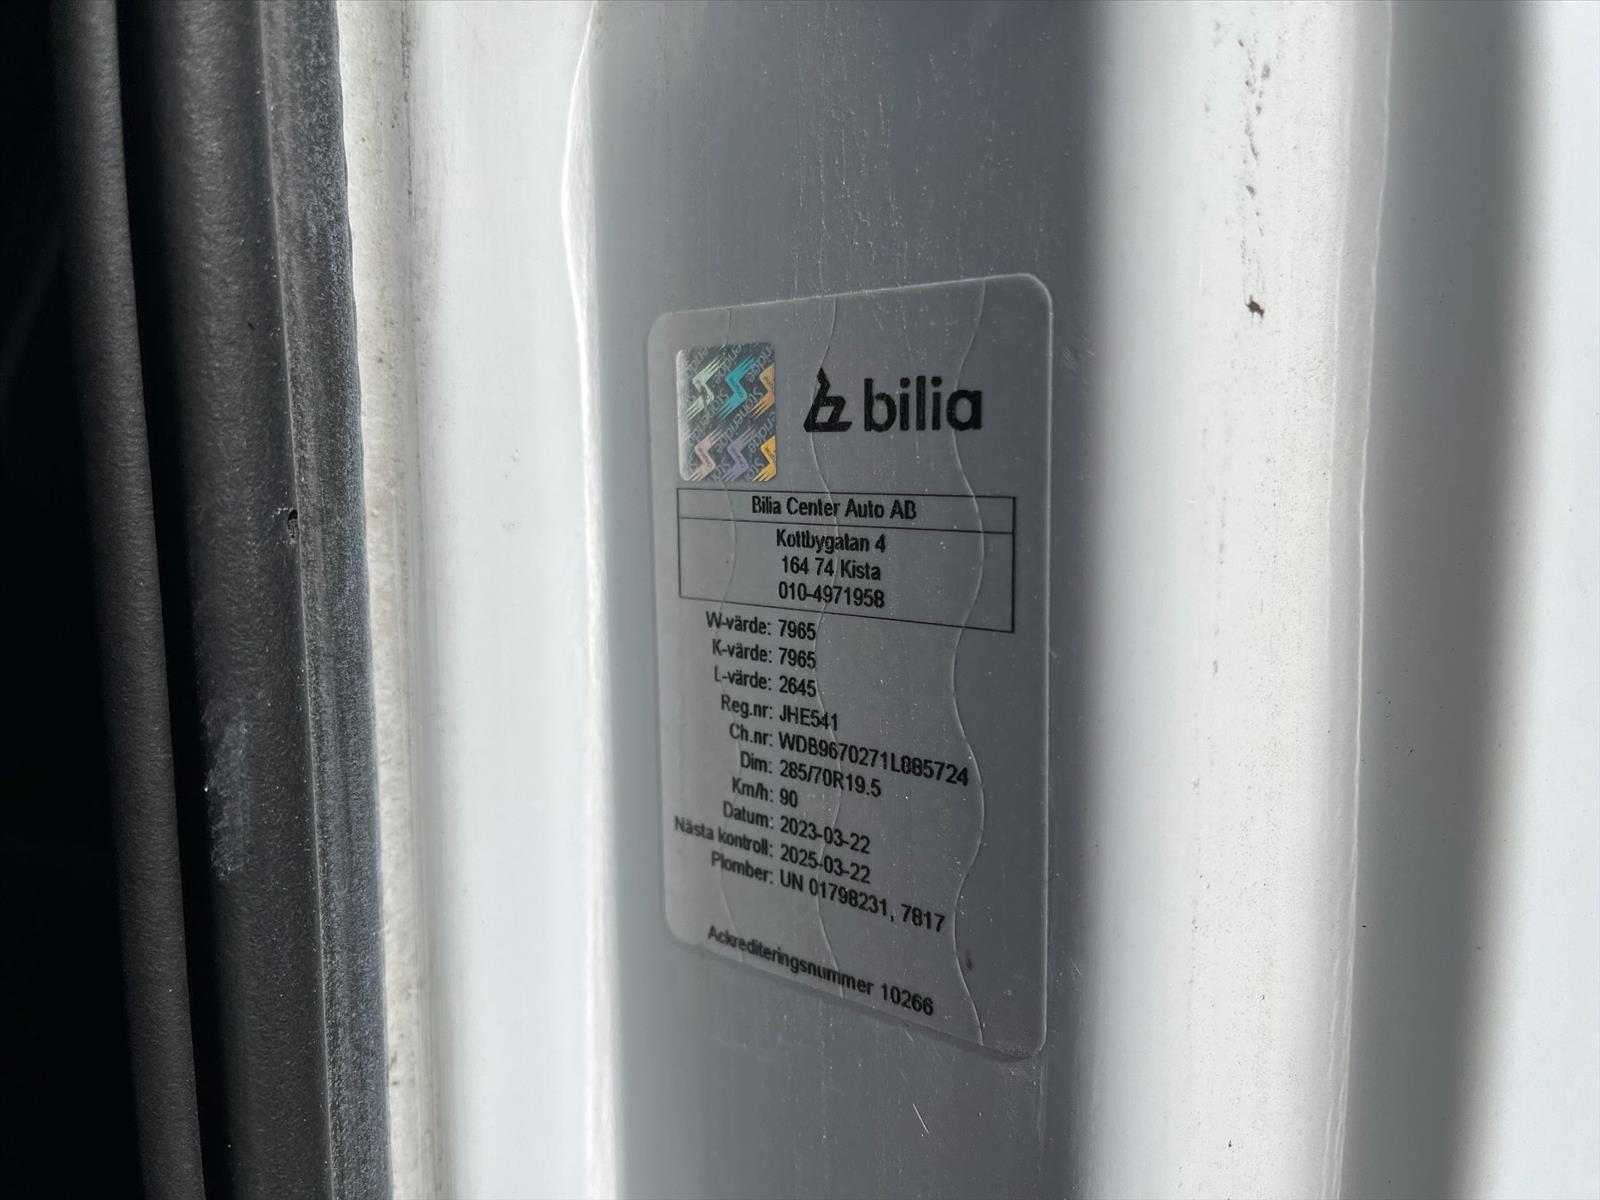 bilia
Bilia Center Auto AB
Kottbygatan 4
164 74 Kista
010-4971958
W-värde: 7965
K-värde: 7965
L-värde: 2645
Reg.nr: JHE541
Ch.nr: WDB9670271L885724
Dim: 285/70R19.5
Km/h: 90
Datum: 2023-03-22
Nästa kontroll: 2025-03-22
Plomber: UN 01798231, 7817
Ackrediteringsnummer 10266